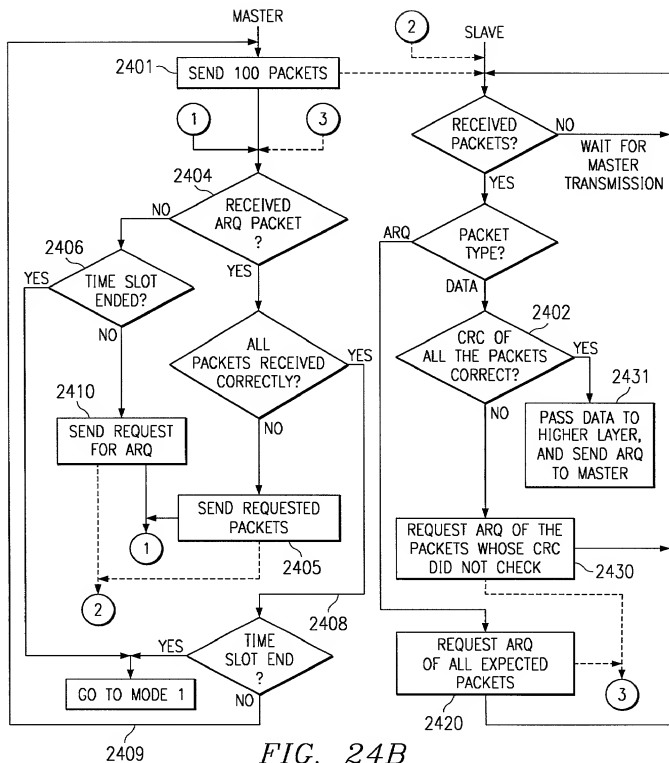 MASTER
2401
SEND 100 PACKETS
1
3
2404
RECEIVED
ARQ PACKET
?
NO
YES
2406
TIME SLOT
ENDED?
YES
NO
ALL
PACKETS RECEIVED
CORRECTLY?
YES
NO
2410
SEND REQUEST
FOR ARQ
SEND REQUESTED
PACKETS
2405
1
2
2408
TIME
SLOT END
?
YES
NO
GO TO MODE 1
2409
2
SLAVE
RECEIVED
PACKETS?
NO
WAIT FOR
MASTER
TRANSMISSION
YES
ARQ
PACKET
TYPE?
DATA
2402
CRC OF
ALL THE PACKETS
CORRECT?
YES
NO
2431
PASS DATA TO
HIGHER LAYER,
AND SEND ARQ
TO MASTER
REQUEST ARQ OF THE
PACKETS WHOSE CRC
DID NOT CHECK
2430
REQUEST ARQ
OF ALL EXPECTED
PACKETS
2420
3
FIG. 24B